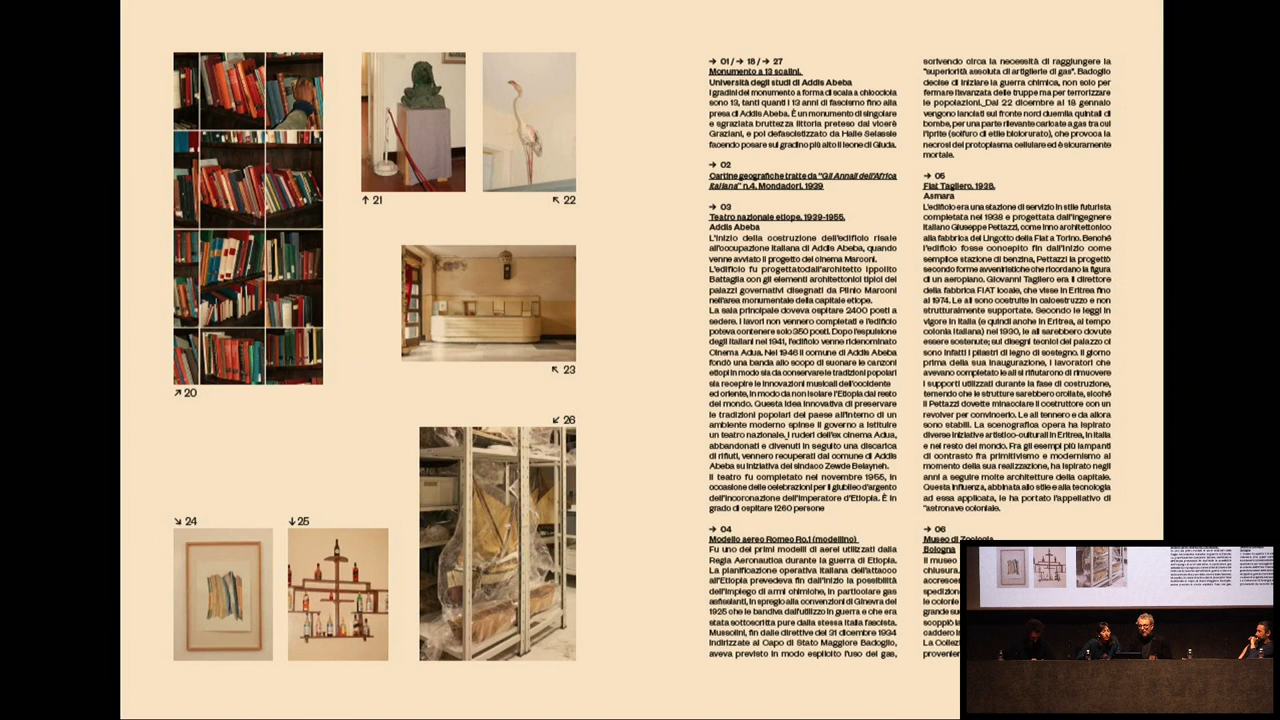 ↗ 20
↑ 21
↖ 22
↖ 23
↙ 26
↘ 24
↓ 25
→ 01 / → 18 / → 27
Monumento a 13 scalini.
Università degli studi di Addis Abeba
I gradini del monumento a forma di scala a chiocciola
sono 13, tanti quanti i 13 anni di fascismo fino alla
presa di Addis Abeba. È un monumento di singolare
e sgraziata bruttezza littoria preteso dal viceré
Graziani, e poi defascistizzato da Haile Selassie
facendo posare sul gradino più alto il leone di Giuda.
→ 02
Cartine geografiche tratte da "Gli Annali dell'Africa
Italiana" n.4, Mondadori, 1939
→ 03
Teatro nazionale etiope, 1939-1955.
Addis Abeba
L'inizio della costruzione dell'edificio risale
all'occupazione italiana di Addis Abeba, quando
venne avviato il progetto del cinema Marconi.
L'edificio fu progettatodall'architetto Ippolito
Battaglia con gli elementi architettonici tipici dei
palazzi governativi disegnati da Plinio Marconi
nell'area monumentale della capitale etiope.
La sala principale doveva ospitare 2400 posti a
sedere. I lavori non vennero completati e l'edificio
poteva contenere solo 350 posti. Dopo l'espulsione
degli italiani nel 1941, l'edificio venne ridenominato
Cinema Adua. Nel 1946 il comune di Addis Abeba
fondò una banda allo scopo di suonare le canzoni
etiopi in modo sia da conservare le tradizioni popolari
sia recepire le innovazioni musicali dell'occidente
ed oriente, in modo da non isolare l'Etiopia dal resto
del mondo. Questa idea innovativa di preservare
le tradizioni popolari del paese all'interno di un
ambiente moderno spinse il governo a istituire
un teatro nazionale. I ruderi dell'ex cinema Adua,
abbandonati e divenuti in seguito una discarica
di rifiuti, vennero recuperati dal comune di Addis
Abeba su iniziativa del sindaco Zewde Belayneh.
Il teatro fu completato nel novembre 1955, in
occasione delle celebrazioni per il giubileo d'argento
dell'incoronazione dell'imperatore d'Etiopia. È in
grado di ospitare 1260 persone
→ 04
Modello aereo Romeo Ro.1 (modellino)
Fu uno dei primi modelli di aerei utilizzati dalla
Regia Aeronautica durante la guerra di Etiopia.
La pianificazione operativa italiana dell'attacco
all'Etiopia prevedeva fin dall'inizio la possibilità
dell'impiego di armi chimiche, in particolare gas
asfissianti, in spregio alla convenzioni di Ginevra del
1925 che le bandiva dall'utilizzo in guerra e che era
stata sottoscritta pure dalla stessa Italia fascista.
Mussolini, fin dalle direttive del 31 dicembre 1934
indirizzate al Capo di Stato Maggiore Badoglio,
aveva previsto in modo esplicito l'uso dei gas,
scrivendo circa la necessità di raggiungere la
"superiorità assoluta di artiglierie di gas". Badoglio
decise di iniziare la guerra chimica, non solo per
fermare l'avanzata delle truppe ma per terrorizzare
le popolazioni. Dal 22 dicembre al 18 gennaio
vengono lanciati sul fronte nord duemila quintali di
bombe, per una parte rilevante caricate a gas tra cui
l'iprite (solfuro di etile biclorurato), che provoca la
necrosi del protoplasma cellulare ed è sicuramente
mortale.
→ 05
Fiat Tagliero, 1938.
Asmara
L'edificio era una stazione di servizio in stile futurista
completata nel 1938 e progettata dall'ingegnere
italiano Giuseppe Pettazzi, come inno architettonico
alla fabbrica del Lingotto della Fiat a Torino. Benché
l'edificio fosse concepito fin dall'inizio come
semplice stazione di benzina, Pettazzi la progettò
secondo forme avveniristiche che ricordano la figura
di un aeroplano. Giovanni Tagliero era il direttore
della fabbrica FIAT locale, che visse in Eritrea fino
al 1974. Le ali sono costruite in calcestruzzo e non
strutturalmente supportate. Secondo le leggi in
vigore in Italia (e quindi anche in Eritrea, al tempo
colonia italiana) nel 1930, le ali sarebbero dovute
essere sostenute; sui disegni tecnici del palazzo ci
sono infatti i pilastri di legno di sostegno. Il giorno
prima della sua inaugurazione, i lavoratori che
avevano completato le ali si rifiutarono di rimuovere
i supporti utilizzati durante la fase di costruzione,
temendo che le strutture sarebbero crollate, sicché
il Pettazzi dovette minacciare il costruttore con un
revolver per convincerlo. Le ali tennero e da allora
sono stabili. La scenografica opera ha ispirato
diverse iniziative artistico-culturali in Eritrea, in Italia
e nel resto del mondo. Fra gli esempi più lampanti
di contrasto fra primitivismo e modernismo al
momento della sua realizzazione, ha ispirato negli
anni a seguire molte architetture della capitale.
Questa influenza, abbinata allo stile e alla tecnologia
ad essa applicata, le ha portato l'appellativo di
"astronave coloniale.
→ 06
Museo di Zoologia
Bologna
Il museo
chiusura.
accrescer
spedizion
le colonie
grande su
scoppiò la
caddero in
La Collezi
provenien